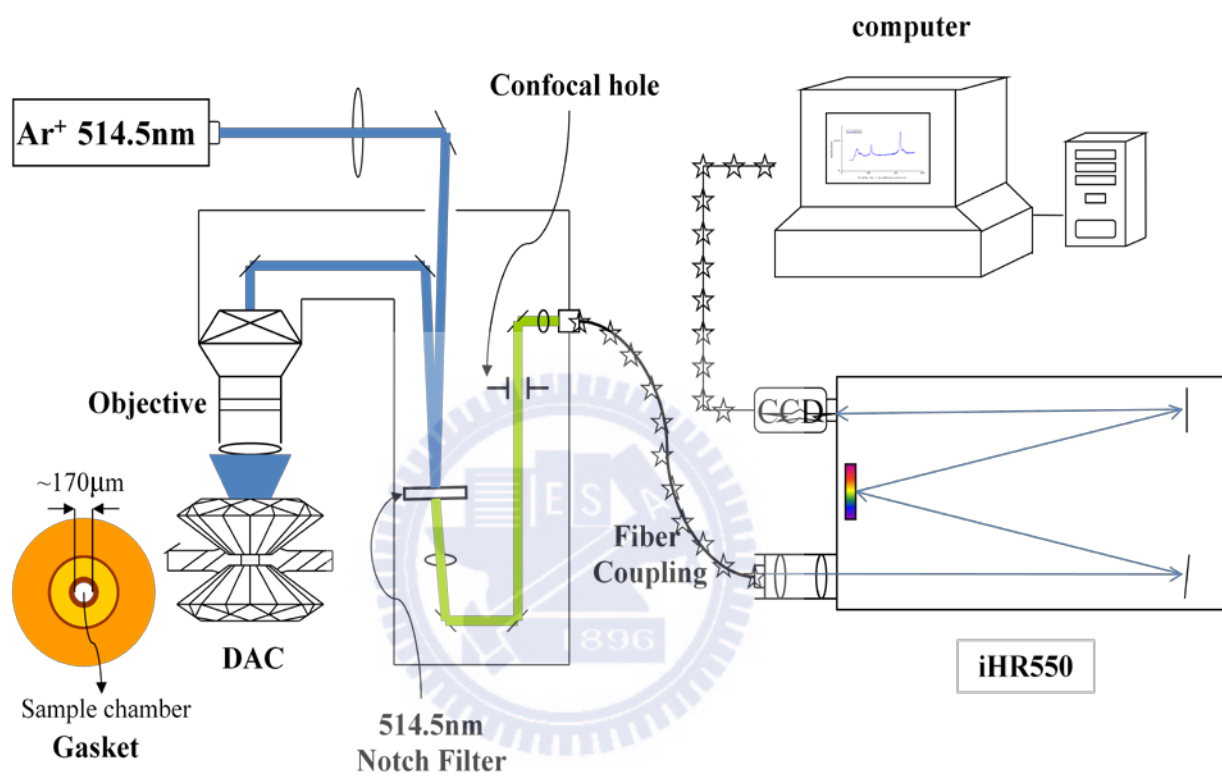 computer
Confocal hole
Ar⁺ 514.5nm
Objective
CCD
~170μm
Fiber
Coupling
ES A
1896
DAC
iHR550
Sample chamber
Gasket
514.5nm
Notch Filter